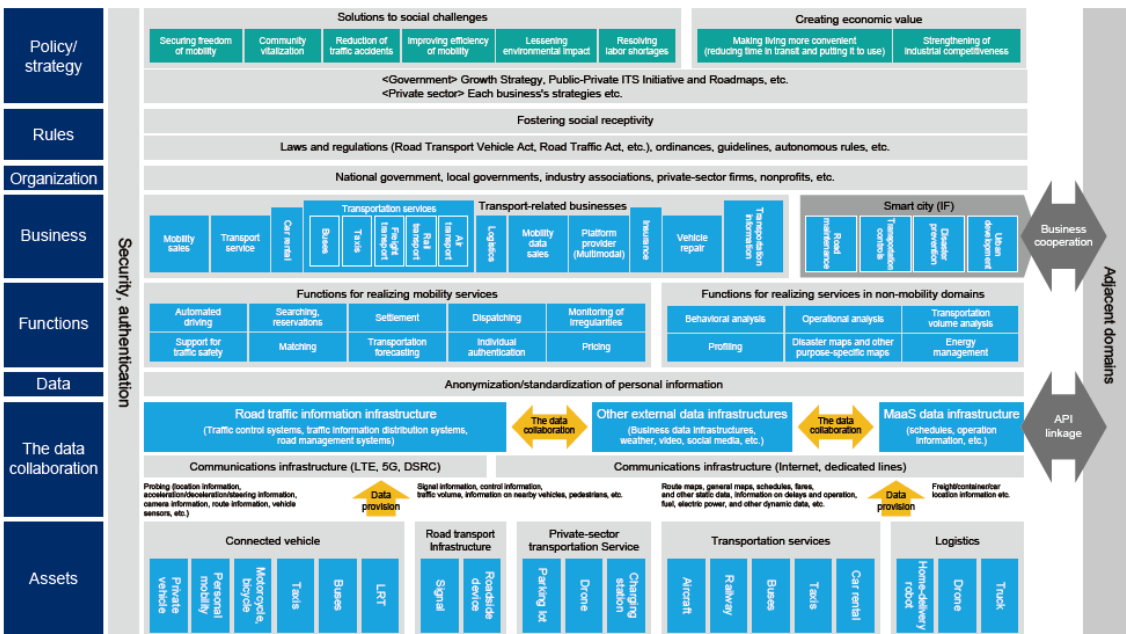 Policy/
strategy
Solutions to social challenges
Securing freedom
of mobility
Community
vitalization
Reduction of
traffic accidents
Improving efficiency
of mobility
Lessening
environmental impact
Resolving
labor shortages
Creating economic value
Making living more convenient
(reducing time in transit and putting it to use)
Strengthening of
industrial competitiveness
<Government> Growth Strategy, Public-Private ITS Initiative and Roadmaps, etc.
<Private sector> Each business's strategies etc.
Rules
Fostering social receptivity
Laws and regulations (Road Transport Vehicle Act, Road Traffic Act, etc.), ordinances, guidelines, autonomous rules, etc.
Organization
National government, local governments, industry associations, private-sector firms, nonprofits, etc.
Security, authentication
Adjacent domains
Business
Transport-related businesses
Mobility
sales
Transport
service
Car rental
Transportation services
Buses
Taxis
Freight
transport
Rail
transport
Air
transport
Logistics
Mobility
data
sales
Platform
provider
(Multimodal)
Insurance
Vehicle
repair
Transportation
information
Smart city (IF)
Road
maintenance
Transportation
controls
Disaster
prevention
Urban
development
Business
cooperation
Functions
Functions for realizing mobility services
Automated
driving
Searching,
reservations
Settlement
Dispatching
Monitoring of
irregularities
Support for
traffic safety
Matching
Transportation
forecasting
Individual
authentication
Pricing
Functions for realizing services in non-mobility domains
Behavioral analysis
Operational analysis
Transportation
volume analysis
Profiling
Disaster maps and other
purpose-specific maps
Energy
management
Data
Anonymization/standardization of personal information
The data
collaboration
Road traffic information infrastructure
(Traffic control systems, traffic information distribution systems,
road management systems)
The data
collaboration
Other external data infrastructures
(Business data infrastructures,
weather, video, social media, etc.)
The data
collaboration
MaaS data infrastructure
(schedules, operation
information, etc.)
API
linkage
Communications infrastructure (LTE, 5G, DSRC)
Communications infrastructure (Internet, dedicated lines)
Probing (location information,
acceleration/deceleration/steering information,
camera information, route information, vehicle
sensors, etc.)
Data
provision
Signal information, control information,
traffic volume, information on nearby vehicles, pedestrians, etc.
Route maps, general maps, schedules, fares,
and other static data, information on delays and operation,
fuel, electric power, and other dynamic data, etc.
Data
provision
Freight/container/car
location information etc.
Assets
Connected vehicle
Private
vehicle
Personal
mobility
Motorcycle,
bicycle
Taxis
Buses
LRT
Road transport
Infrastructure
Signal
Roadside
device
Private-sector
transportation Service
Parking lot
Drone
Charging
station
Transportation services
Aircraft
Railway
Buses
Taxis
Car rental
Logistics
Home-delivery
robot
Drone
Truck